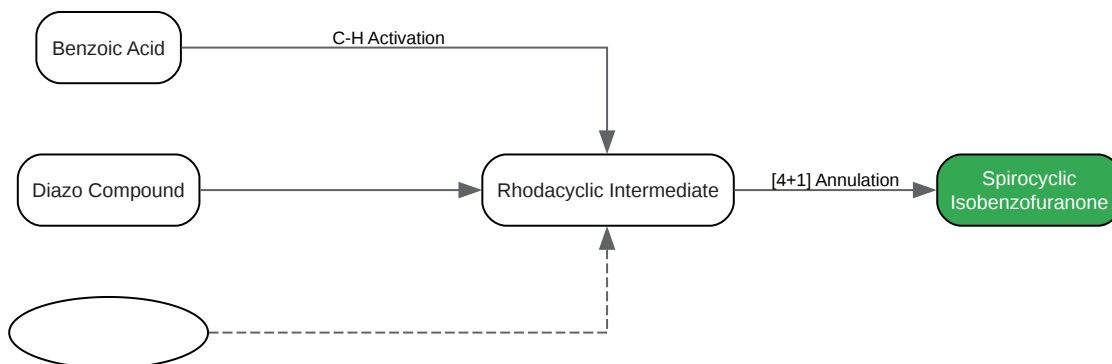 Benzoic Acid
C-H Activation
Diazo Compound
Rhodacyclic Intermediate
[4+1] Annulation
Spirocyclic
Isobenzofuranone